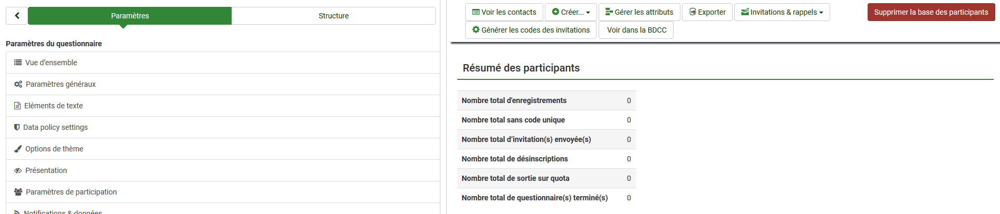 Paramètres
Structure
Paramètres du questionnaire
Vue d’ensemble
Paramètres généraux
Eléments de texte
Data policy settings
Options de thème
Présentation
Paramètres de participation
Notifications & données
Voir les contacts
Créer...
Gérer les attributs
Exporter
Invitations & rappels
Supprimer la base des participants
Générer les codes des invitations
Voir dans la BDCC
Résumé des participants
Nombre total d'enregistrements 0
Nombre total sans code unique 0
Nombre total d’invitation(s) envoyée(s) 0
Nombre total de désinscriptions 0
Nombre total de sortie sur quota 0
Nombre total de questionnaire(s) terminé(s) 0